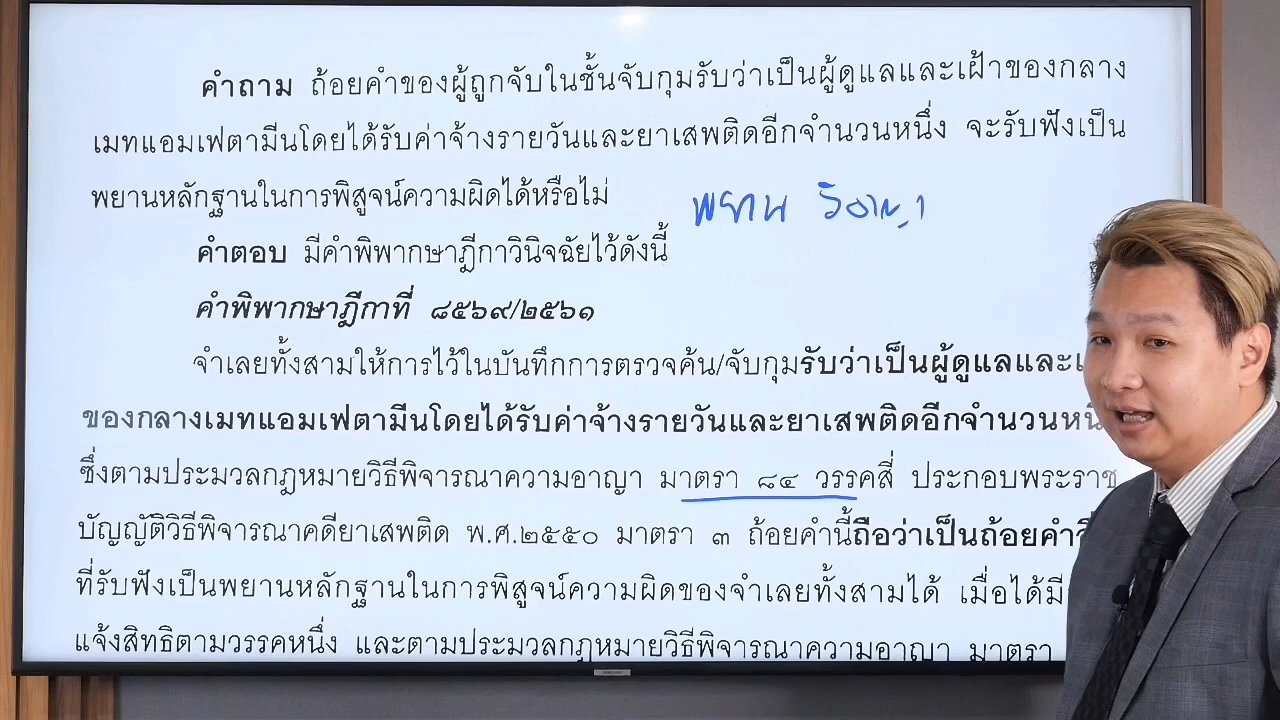 คำถาม ถ้อยคำของผู้ถูกจับในชั้นจับกุมรับว่าเป็นผู้ดูแลและเฝ้าของกลาง
เมทแอมเฟตามีนโดยได้รับค่าจ้างรายวันและยาเสพติดอีกจำนวนหนึ่ง จะรับฟังเป็น
พยานหลักฐานในการพิสูจน์ความผิดได้หรือไม่
พยาน วิอาญา
คำตอบ มีคำพิพากษาฎีกาวินิจฉัยไว้ดังนี้
คำพิพากษาฎีกาที่ ๘๕๖๙/๒๕๖๑
จำเลยทั้งสามให้การไว้ในบันทึกการตรวจค้น/จับกุมรับว่าเป็นผู้ดูแลและ
ของกลางเมทแอมเฟตามีนโดยได้รับค่าจ้างรายวันและยาเสพติดอีกจำนวน
ซึ่งตามประมวลกฎหมายวิธีพิจารณาความอาญา มาตรา ๘๔ วรรคสี่ ประกอบพระราช
บัญญัติวิธีพิจารณาคดียาเสพติด พ.ศ.๒๕๕๐ มาตรา ๓ ถ้อยคำนี้ถือว่าเป็นถ้อยคำ
ที่รับฟังเป็นพยานหลักฐานในการพิสูจน์ความผิดของจำเลยทั้งสามได้ เมื่อได้มี
แจ้งสิทธิตามวรรคหนึ่ง และตามประมวลกฎหมายวิธีพิจารณาความอาญา มาตรา